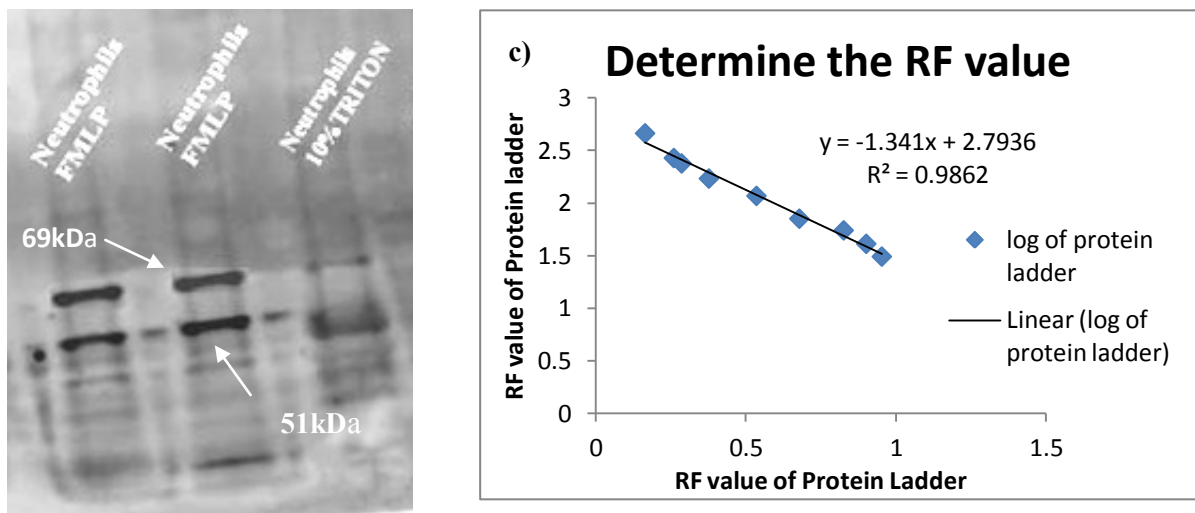 Neutrophils
FMLP
Neutrophils
FMLP
Neutrophils
10% TRITON
69kDa
51kDa
c)
Determine the RF value
RF value of Protein ladder
3
2.5
2
1.5
1
0.5
0
y = -1.341x + 2.7936
R² = 0.9862
log of protein
ladder
Linear (log of
protein ladder)
0
0.5
1
1.5
RF value of Protein Ladder